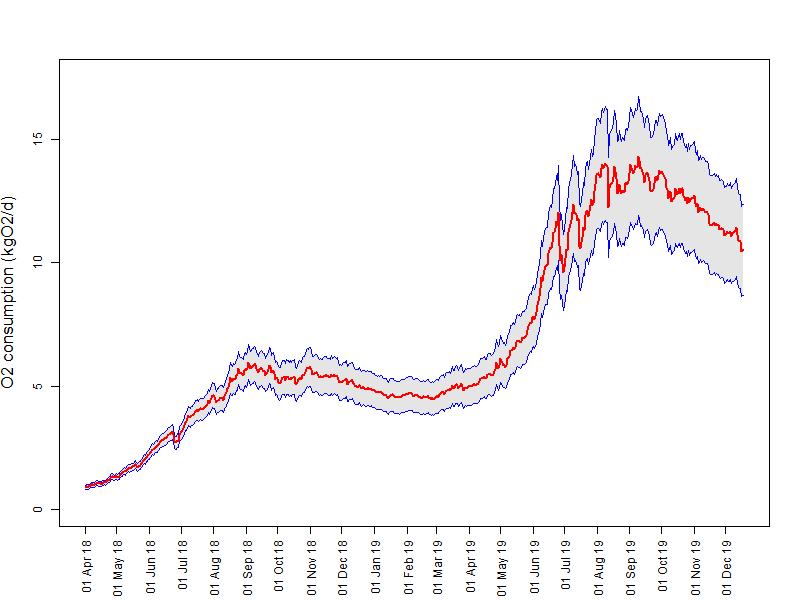 O2 consumption (kgO2/d)
15
10
5
0
01 Apr 18
01 May 18
01 Jun 18
01 Jul 18
01 Aug 18
01 Sep 18
01 Oct 18
01 Nov 18
01 Dec 18
01 Jan 19
01 Feb 19
01 Mar 19
01 Apr 19
01 May 19
01 Jun 19
01 Jul 19
01 Aug 19
01 Sep 19
01 Oct 19
01 Nov 19
01 Dec 19